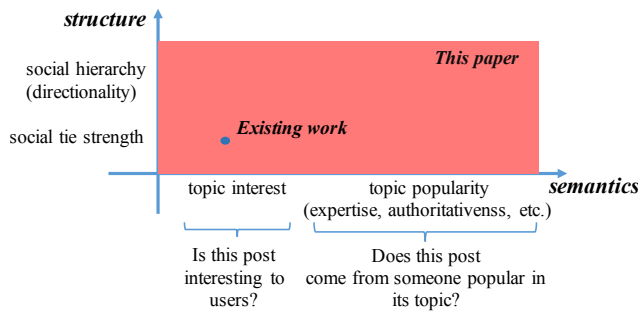 structure
This paper
social hierarchy
(directionality)
Existing work
social tie strength
topic interest
topic popularity
(expertise, authoritativenss, etc.)
semantics
Is this post
interesting to
users?
Does this post
come from someone popular in
its topic?